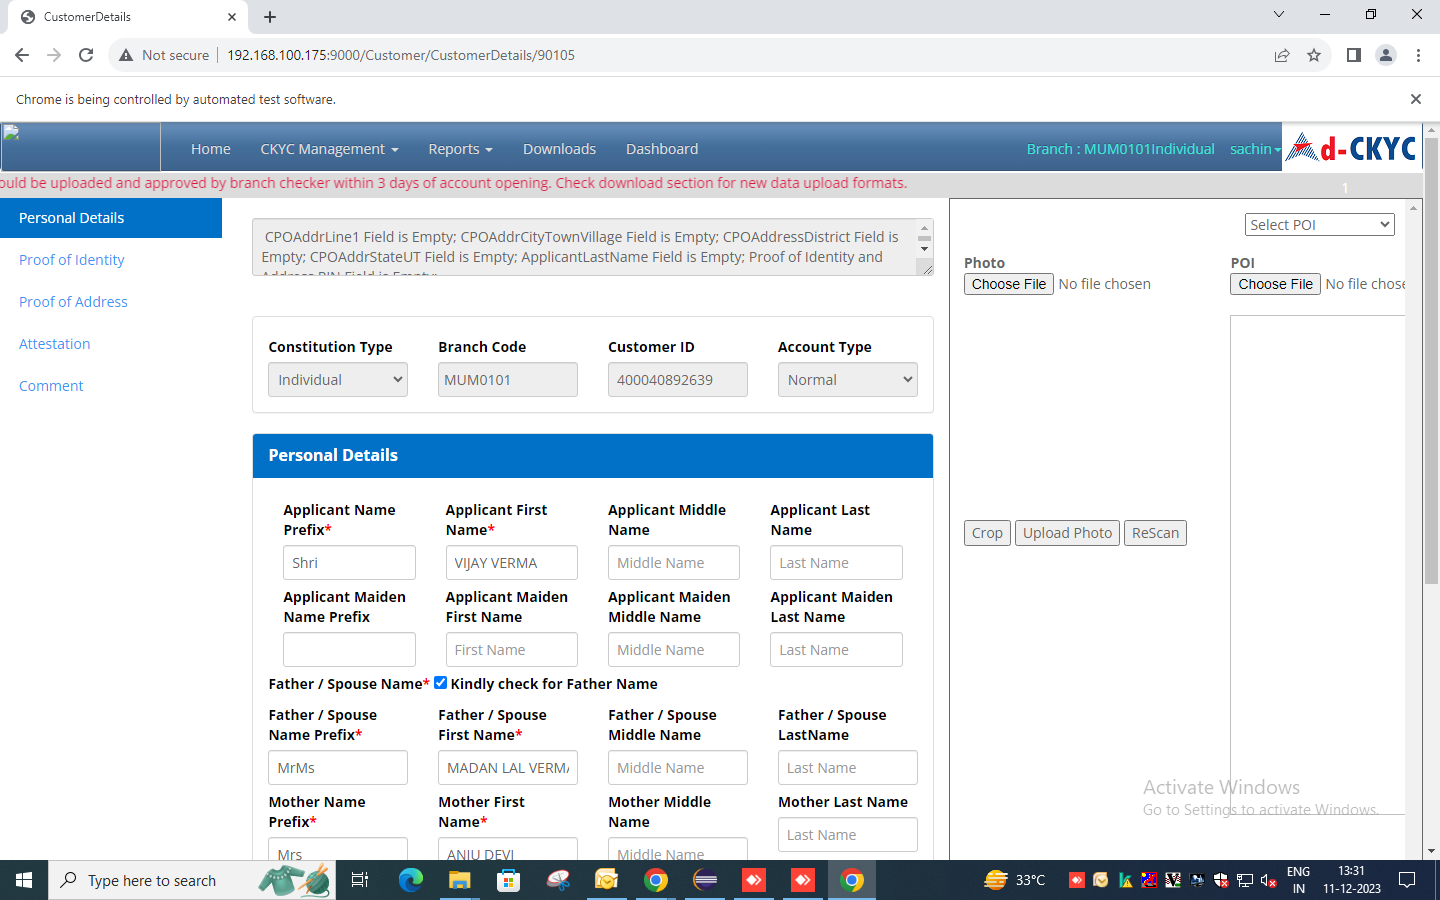 CustomerDetails
Not secure
192.168.100.175:9000/Customer/CustomerDetails/90105
Chrome is being controlled by automated test software.
Home
CKYC Management
Reports
Downloads
Dashboard
Branch : MUM0101Individual
sachin
d-CKYC
ould be uploaded and approved by branch checker within 3 days of account opening. Check download section for new data upload formats.
1
Personal Details
Proof of Identity
Proof of Address
Attestation
Comment
CPOAddrLine1 Field is Empty; CPOAddrCityTownVillage Field is Empty; CPOAddressDistrict Field is
Empty; CPOAddrStateUT Field is Empty; ApplicantLastName Field is Empty; Proof of Identity and
Address PIN Field is Empty;
Constitution Type
Branch Code
Customer ID
Account Type
Individual
MUM0101
400040892639
Normal
Personal Details
Applicant Name
Prefix*
Applicant First
Name*
Applicant Middle
Name
Applicant Last
Name
Shri
VIJAY VERMA
Middle Name
Last Name
Applicant Maiden
Name Prefix
Applicant Maiden
First Name
Applicant Maiden
Middle Name
Applicant Maiden
Last Name
First Name
Middle Name
Last Name
Father / Spouse Name* Kindly check for Father Name
Father / Spouse
Name Prefix*
Father / Spouse
First Name*
Father / Spouse
Middle Name
Father / Spouse
LastName
MrMs
MADAN LAL VERMA
Middle Name
Last Name
Mother Name
Prefix*
Mother First
Name*
Mother Middle
Name
Mother Last Name
Mrs
ANJU DEVI
Middle Name
Last Name
Select POI
Photo
Choose File No file chosen
POI
Choose File No file chose
Crop
Upload Photo
ReScan
Activate Windows
Go to Settings to activate Windows.
Type here to search
33°C
ENG
IN
13:31
11-12-2023